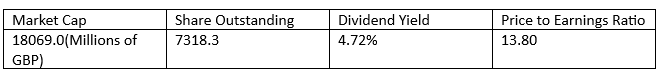 Market Cap Share Outstanding Dividend Yield Price to Earnings Ratio
18069.0(Millions of 7318.3 4.72% 13.80
GBP)